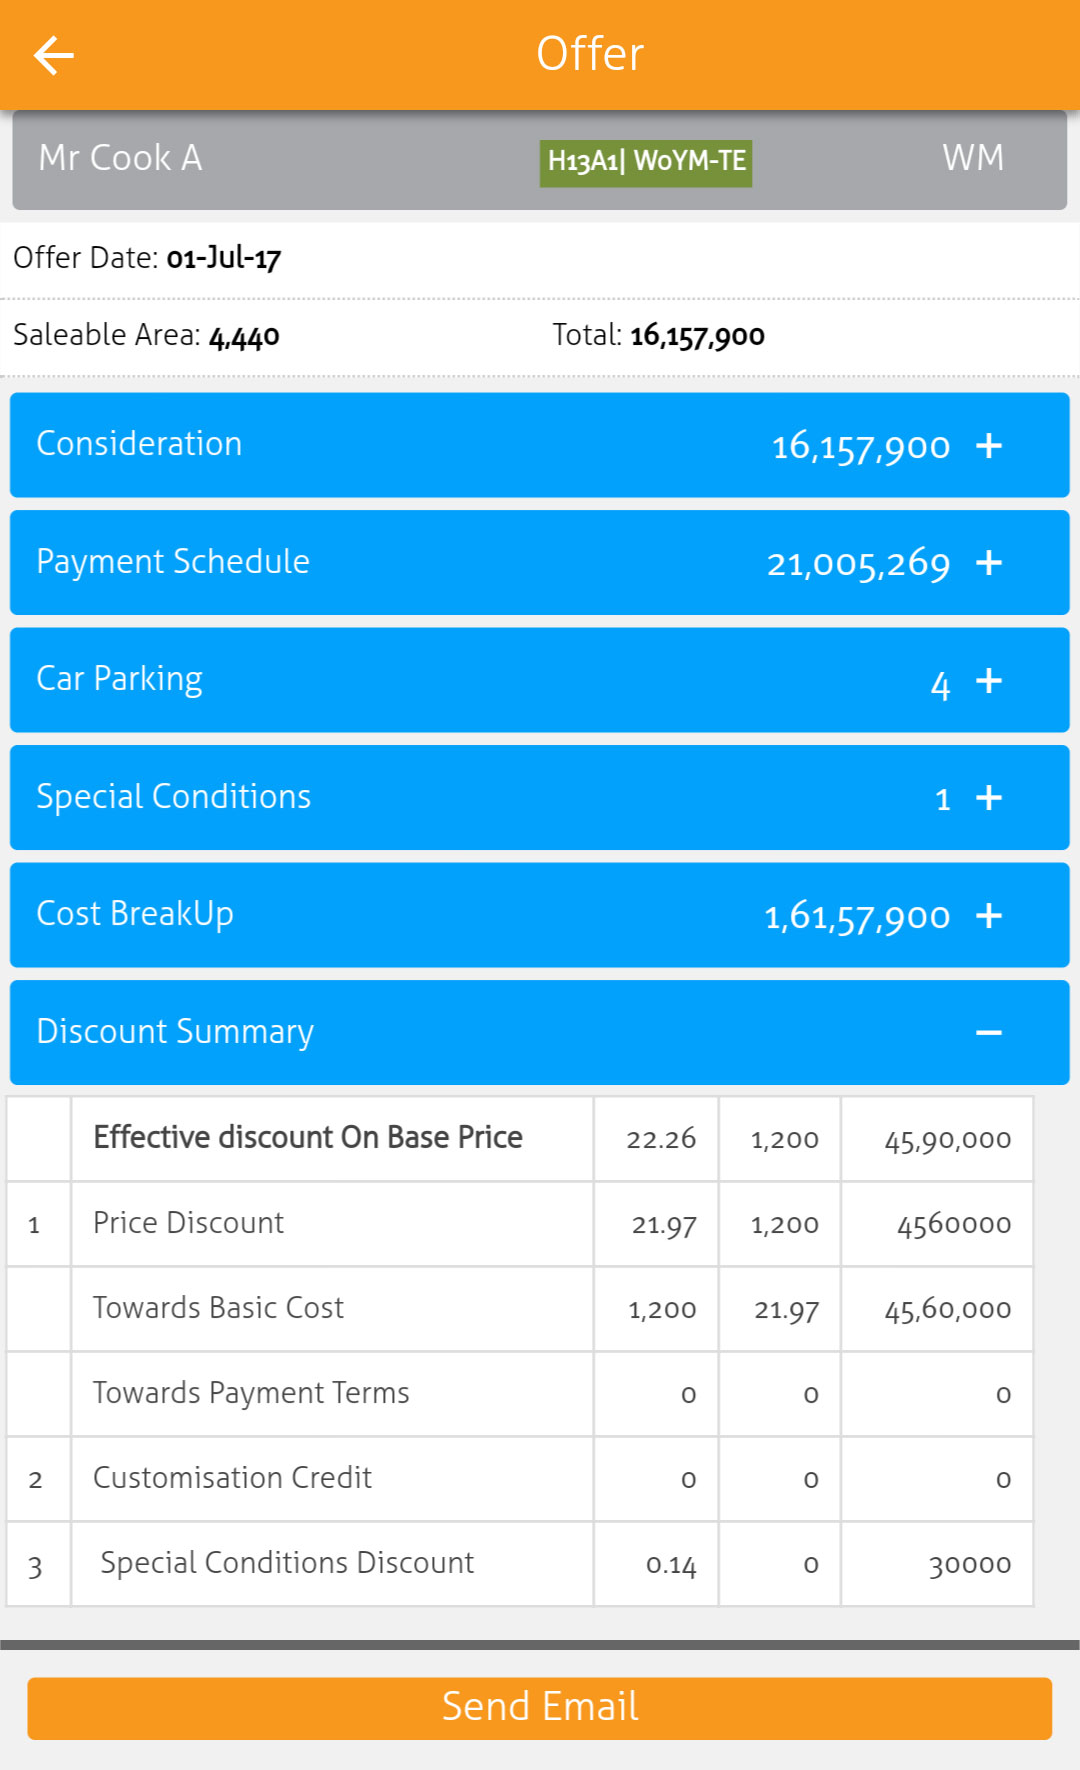 Offer
Mr Cook A H13A1| W0YM-TE WM
Offer Date: 01-Jul-17
Saleable Area: 4,440 Total: 16,157,900
Consideration 16,157,900 +
Payment Schedule 21,005,269 +
Car Parking 4 +
Special Conditions 1 +
Cost BreakUp 1,61,57,900 +
Discount Summary −
Effective discount On Base Price 22.26 1,200 45,90,000
1 Price Discount 21.97 1,200 4560000
Towards Basic Cost 1,200 21.97 45,60,000
Towards Payment Terms 0 0 0
2 Customisation Credit 0 0 0
3 Special Conditions Discount 0.14 0 30000
Send Email